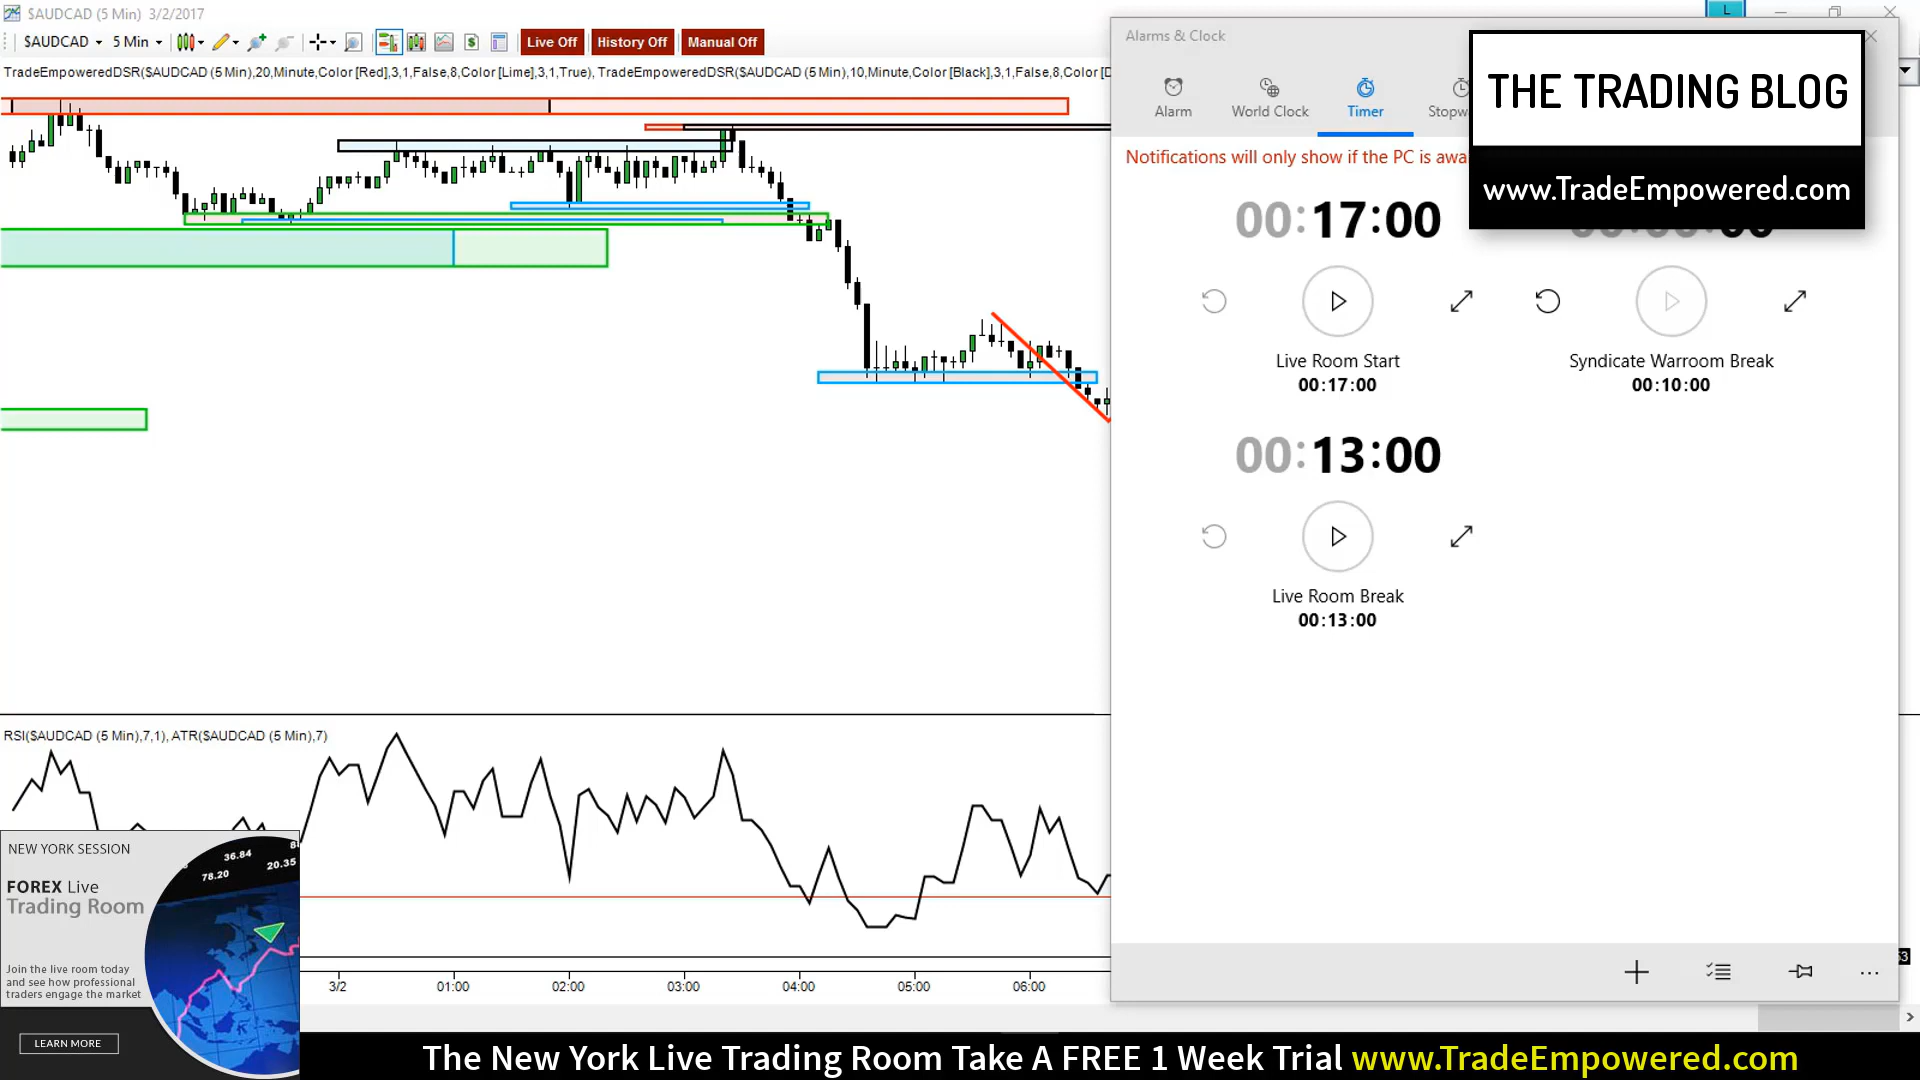 $AUDCAD (5 Min) 3/2/2017
L
$AUDCAD 5 Min Live Off History Off Manual Off
TradeEmpoweredDSR($AUDCAD (5 Min),20,Minute,Color [Red],3,1,False,8,Color [Lime],3,1,True), TradeEmpoweredDSR($AUDCAD (5 Min),10,Minute,Color [Black],3,1,False,8,Color [D
Alarms & Clock
Alarm World Clock Timer Stopw
Notifications will only show if the PC is awa
THE TRADING BLOG
www.TradeEmpowered.com
00:17:00
Live Room Start
00:17:00
Syndicate Warroom Break
00:10:00
00:13:00
Live Room Break
00:13:00
RSI($AUDCAD (5 Min),7,1), ATR($AUDCAD (5 Min),7)
3/2 01:00 02:00 03:00 04:00 05:00 06:00
NEW YORK SESSION
FOREX Live
Trading Room
36.84
78.20
20.35
Join the live room today
and see how professional
traders engage the market
LEARN MORE
The New York Live Trading Room Take A FREE 1 Week Trial www.TradeEmpowered.com